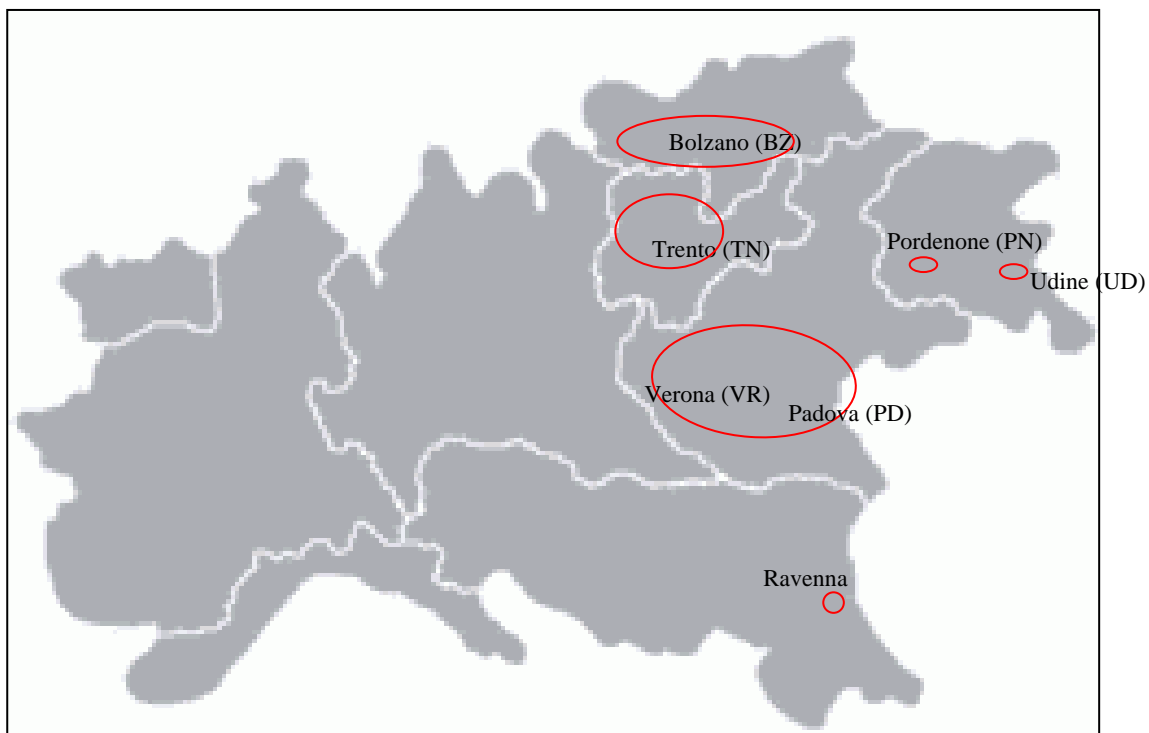 Bolzano (BZ)
Trento (TN)
Pordenone (PN)
Udine (UD)
Verona (VR)
Padova (PD)
Ravenna